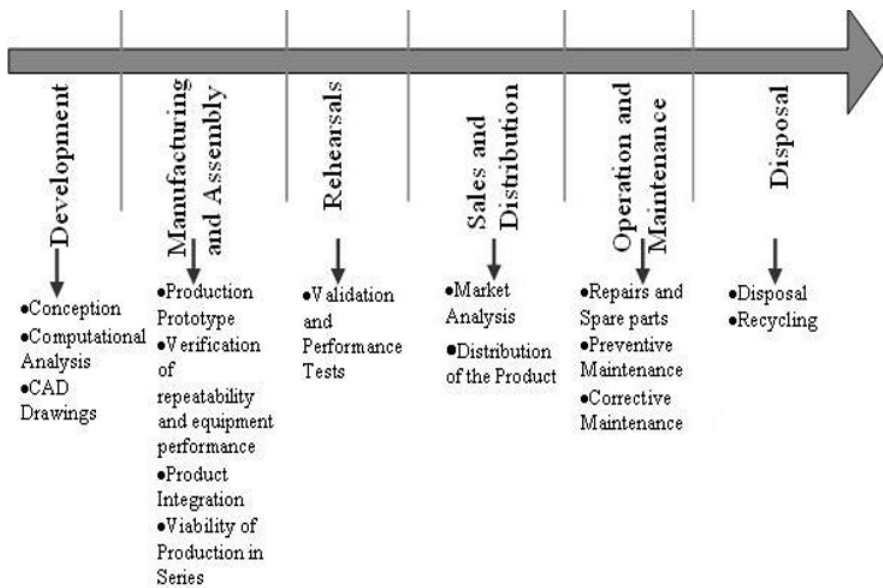 Development
Manufacturing
and Assembly
Rehearsals
Sales and
Distribution
Operation and
Maintenance
Disposal
●Conception
●Computational
Analysis
●CAD
Drawings
●Production
Prototype
●Verification
of
repeatability
and equipment
performance
●Product
Integration
●Viability of
Production in
Series
●Validation
and
Performance
Tests
●Market
Analysis
●Distribution
of the Product
●Repairs and
Spare parts
●Preventive
Maintenance
●Corrective
Maintenance
●Disposal
●Recycling